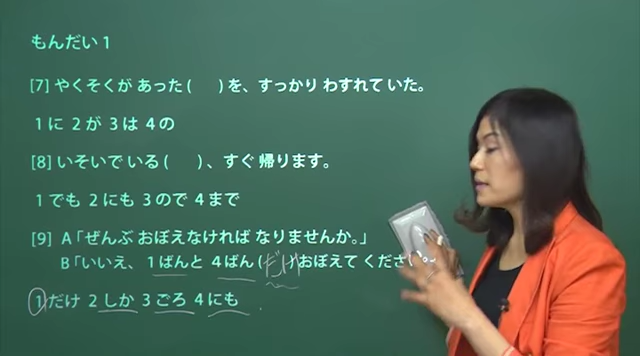 もんだい 1
[7] やくそくが あった(　　)を、すっかり わすれて いた。
1 に 2 が 3 は 4 の
[8] いそいで いる(　　)、すぐ 帰ります。
1 でも 2 にも 3 ので 4 まで
[9] A「ぜんぶ おぼえなければ なりませんか。」
B「いいえ、1ばんと 4ばん(だけ)おぼえて ください。
1 だけ 2 しか 3 ごろ 4 にも